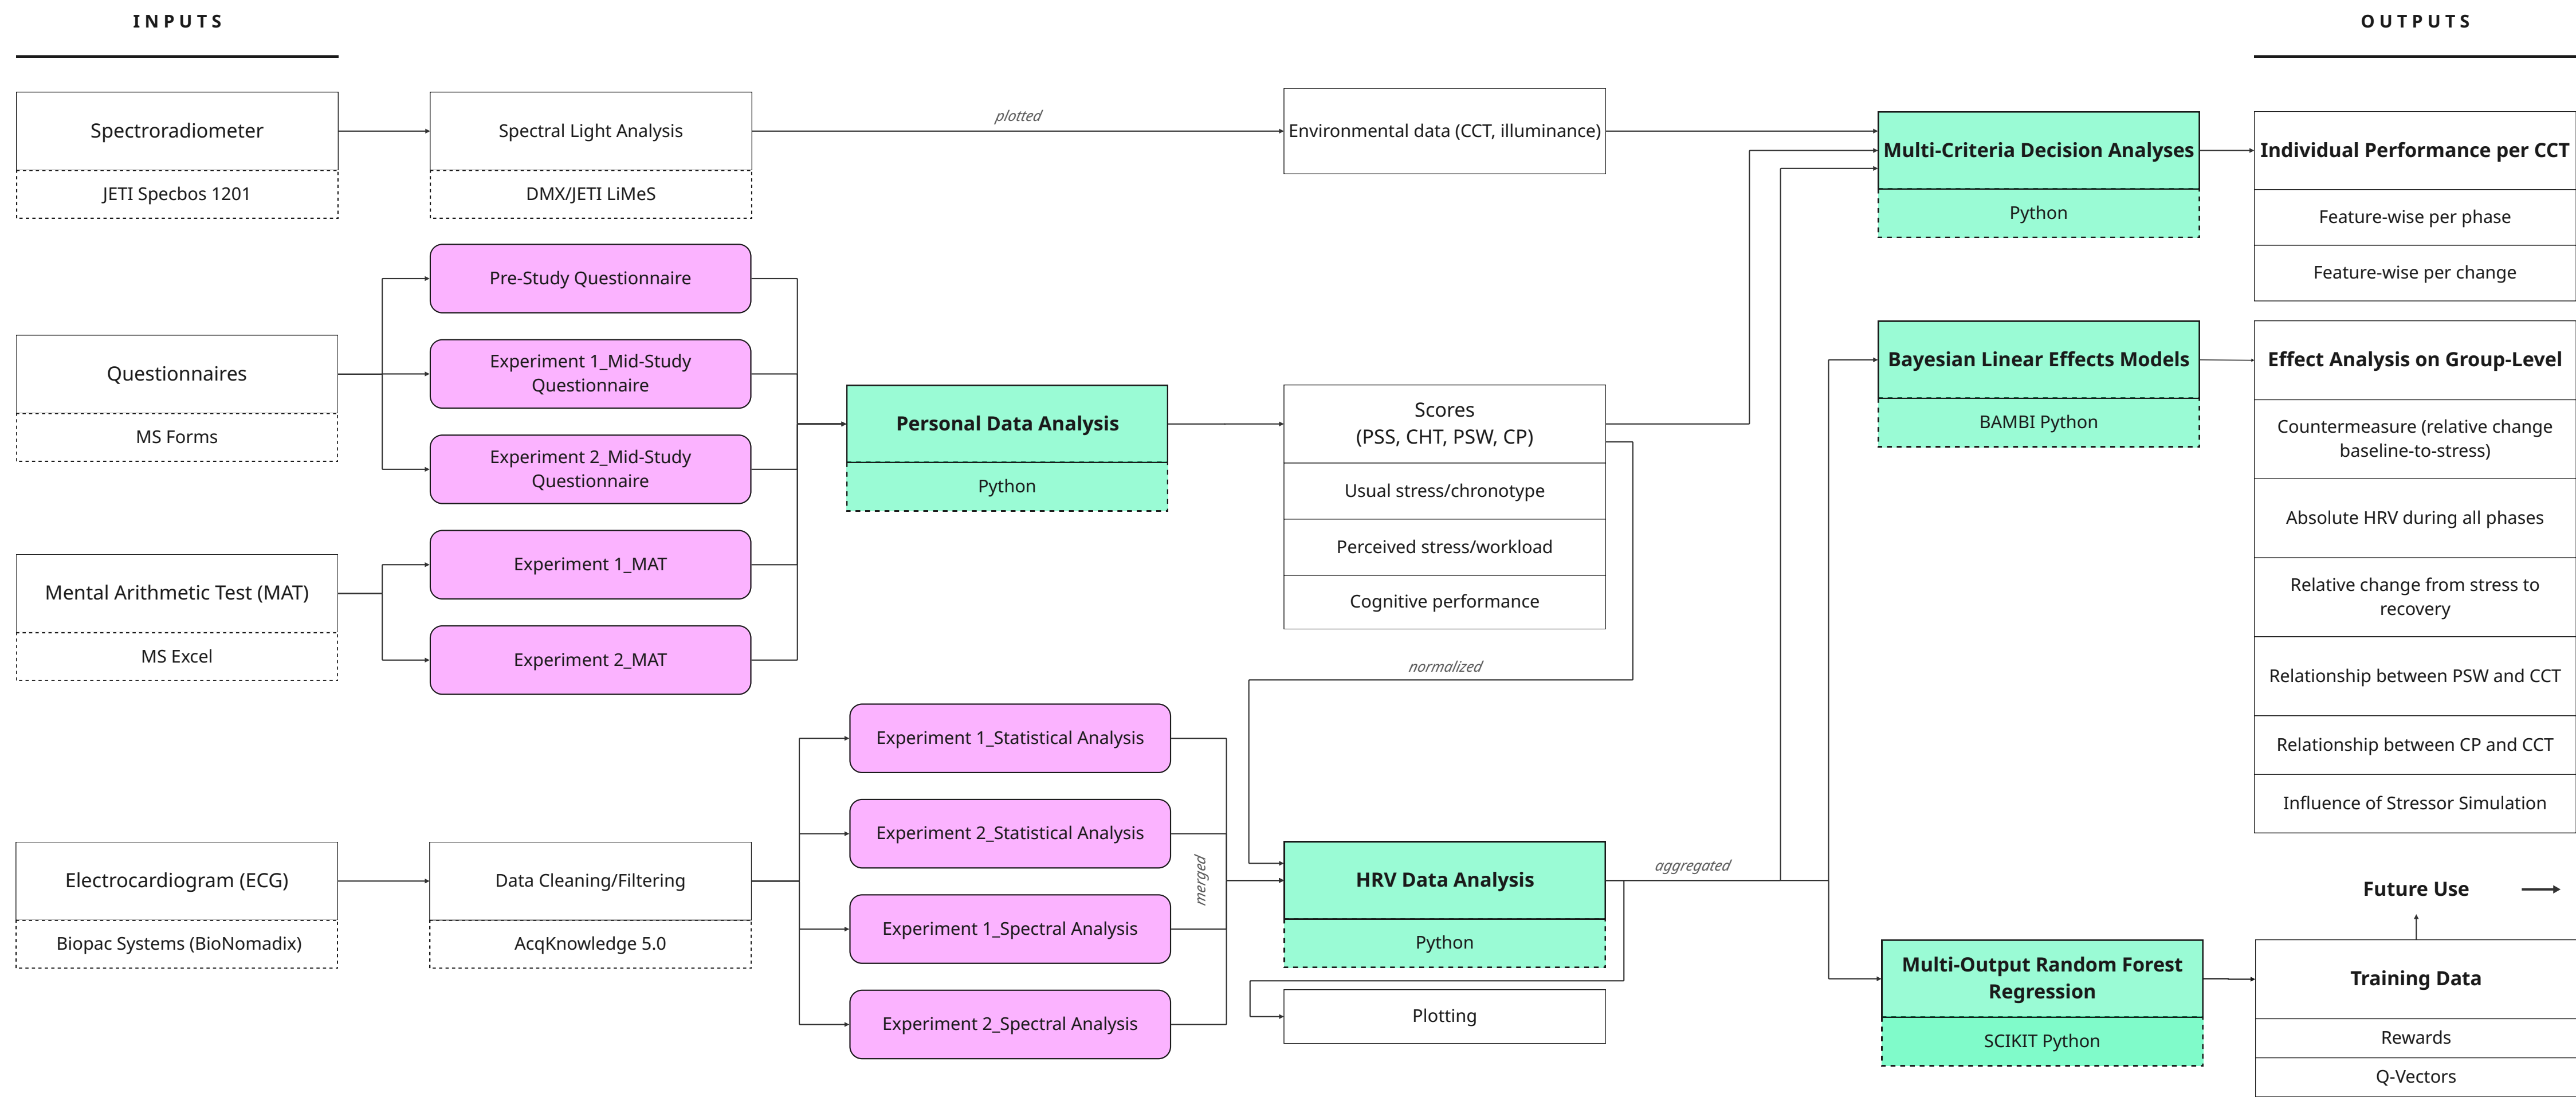 INPUTS
OUTPUTS
Spectroradiometer
JETI Specbos 1201
Spectral Light Analysis
DMX/JETI LiMeS
plotted
Environmental data (CCT, illuminance)
Multi-Criteria Decision Analyses
Python
Individual Performance per CCT
Feature-wise per phase
Feature-wise per change
Questionnaires
MS Forms
Pre-Study Questionnaire
Experiment 1_Mid-Study
Questionnaire
Experiment 2_Mid-Study
Questionnaire
Mental Arithmetic Test (MAT)
MS Excel
Experiment 1_MAT
Experiment 2_MAT
Personal Data Analysis
Python
Scores
(PSS, CHT, PSW, CP)
Usual stress/chronotype
Perceived stress/workload
Cognitive performance
normalized
Bayesian Linear Effects Models
BAMBI Python
Effect Analysis on Group-Level
Countermeasure (relative change
baseline-to-stress)
Absolute HRV during all phases
Relative change from stress to
recovery
Relationship between PSW and CCT
Relationship between CP and CCT
Influence of Stressor Simulation
Electrocardiogram (ECG)
Biopac Systems (BioNomadix)
Data Cleaning/Filtering
AcqKnowledge 5.0
Experiment 1_Statistical Analysis
Experiment 2_Statistical Analysis
Experiment 1_Spectral Analysis
Experiment 2_Spectral Analysis
merged
HRV Data Analysis
Python
Plotting
aggregated
Multi-Output Random Forest
Regression
SCIKIT Python
Future Use
Training Data
Rewards
Q-Vectors